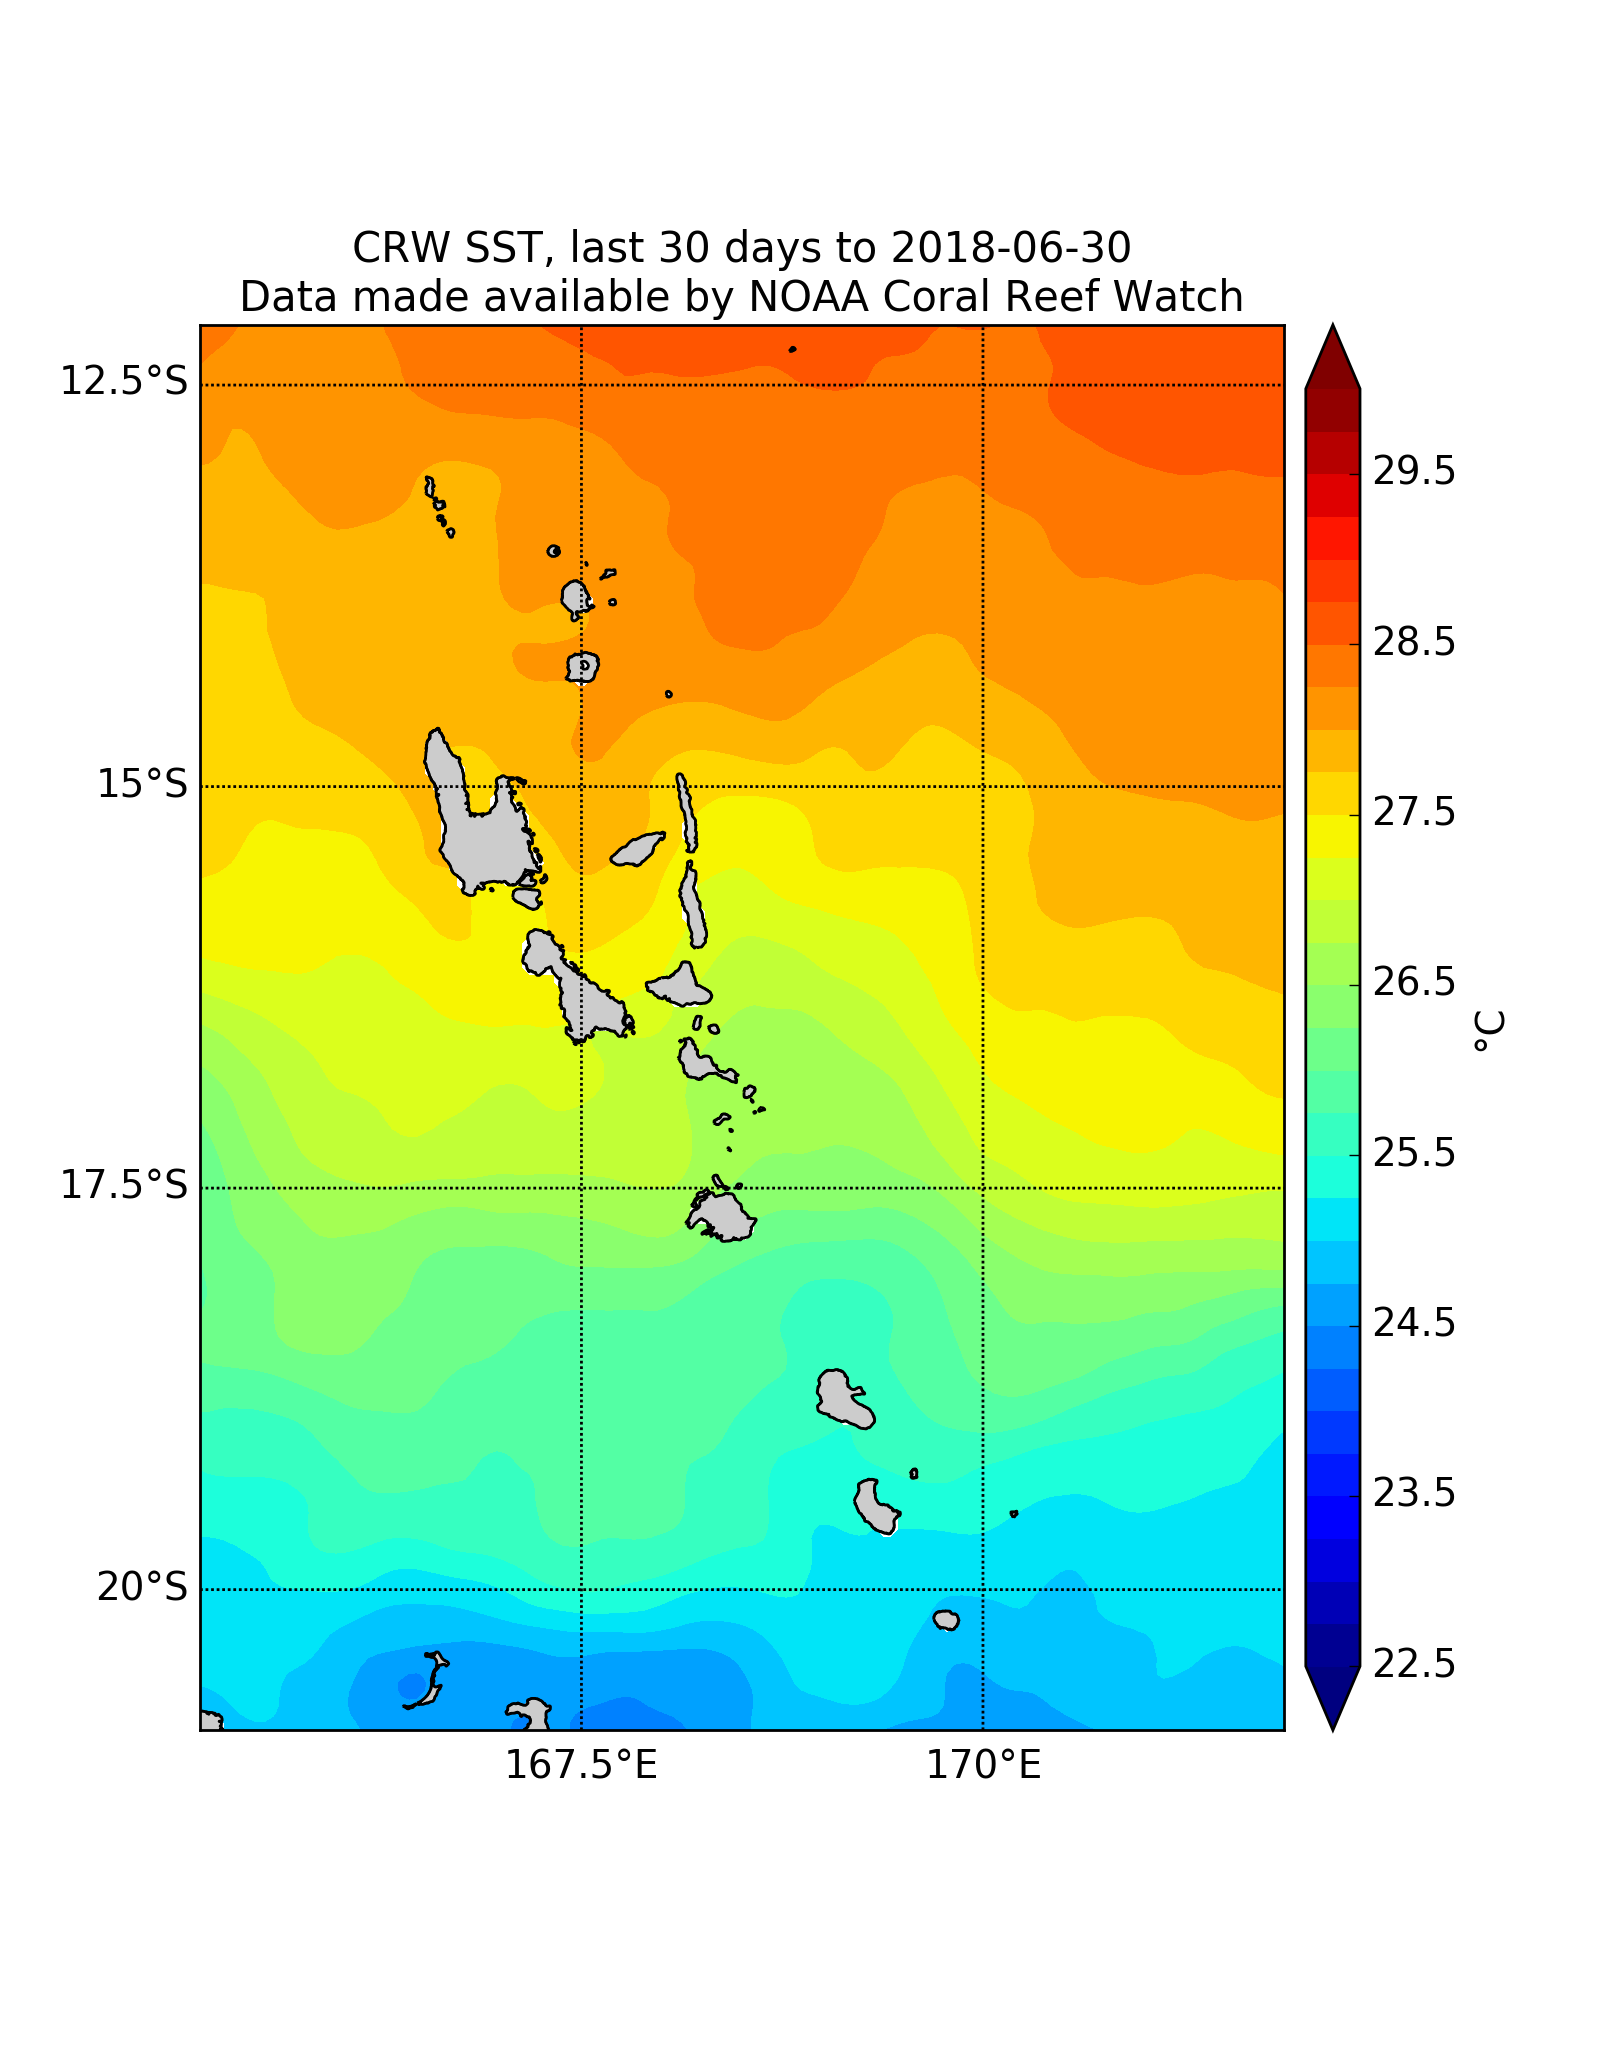 CRW SST, last 30 days to 2018-06-30
Data made available by NOAA Coral Reef Watch
12.5°S
15°S
17.5°S
20°S
167.5°E
170°E
29.5
28.5
27.5
26.5
25.5
24.5
23.5
22.5
°C